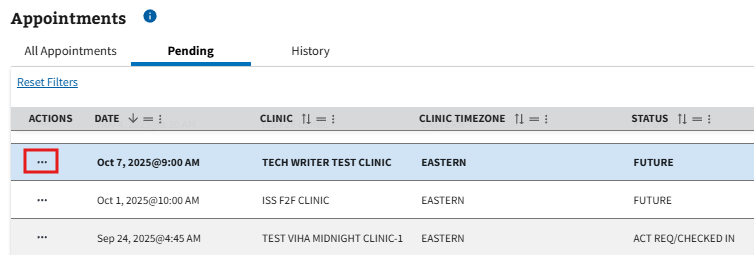 Appointments
All Appointments Pending History
Reset Filters
ACTIONS DATE CLINIC CLINIC TIMEZONE STATUS
... Oct 7, 2025@9:00 AM TECH WRITER TEST CLINIC EASTERN FUTURE
... Oct 1, 2025@10:00 AM ISS F2F CLINIC EASTERN FUTURE
... Sep 24, 2025@4:45 AM TEST VIHA MIDNIGHT CLINIC-1 EASTERN ACT REQ/CHECKED IN